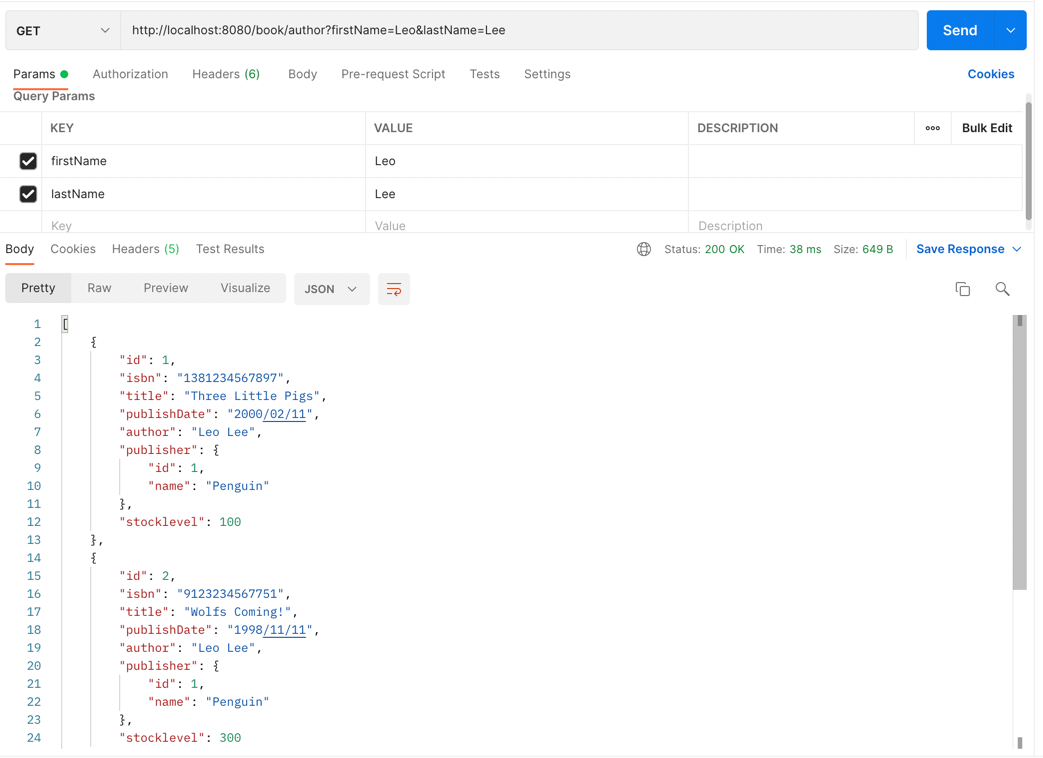 GET http://localhost:8080/book/author?firstName=Leo&lastName=Lee Send
Params Authorization Headers (6) Body Pre-request Script Tests Settings Cookies
Query Params
KEY VALUE DESCRIPTION ooo Bulk Edit
firstName Leo
lastName Lee
Key Value Description
Body Cookies Headers (5) Test Results Status: 200 OK Time: 38 ms Size: 649 B Save Response
Pretty Raw Preview Visualize JSON
1 [
2 {
3 "id": 1,
4 "isbn": "1381234567897",
5 "title": "Three Little Pigs",
6 "publishDate": "2000/02/11",
7 "author": "Leo Lee",
8 "publisher": {
9 "id": 1,
10 "name": "Penguin"
11 },
12 "stocklevel": 100
13 },
14 {
15 "id": 2,
16 "isbn": "9123234567751",
17 "title": "Wolfs Coming!",
18 "publishDate": "1998/11/11",
19 "author": "Leo Lee",
20 "publisher": {
21 "id": 1,
22 "name": "Penguin"
23 },
24 "stocklevel": 300